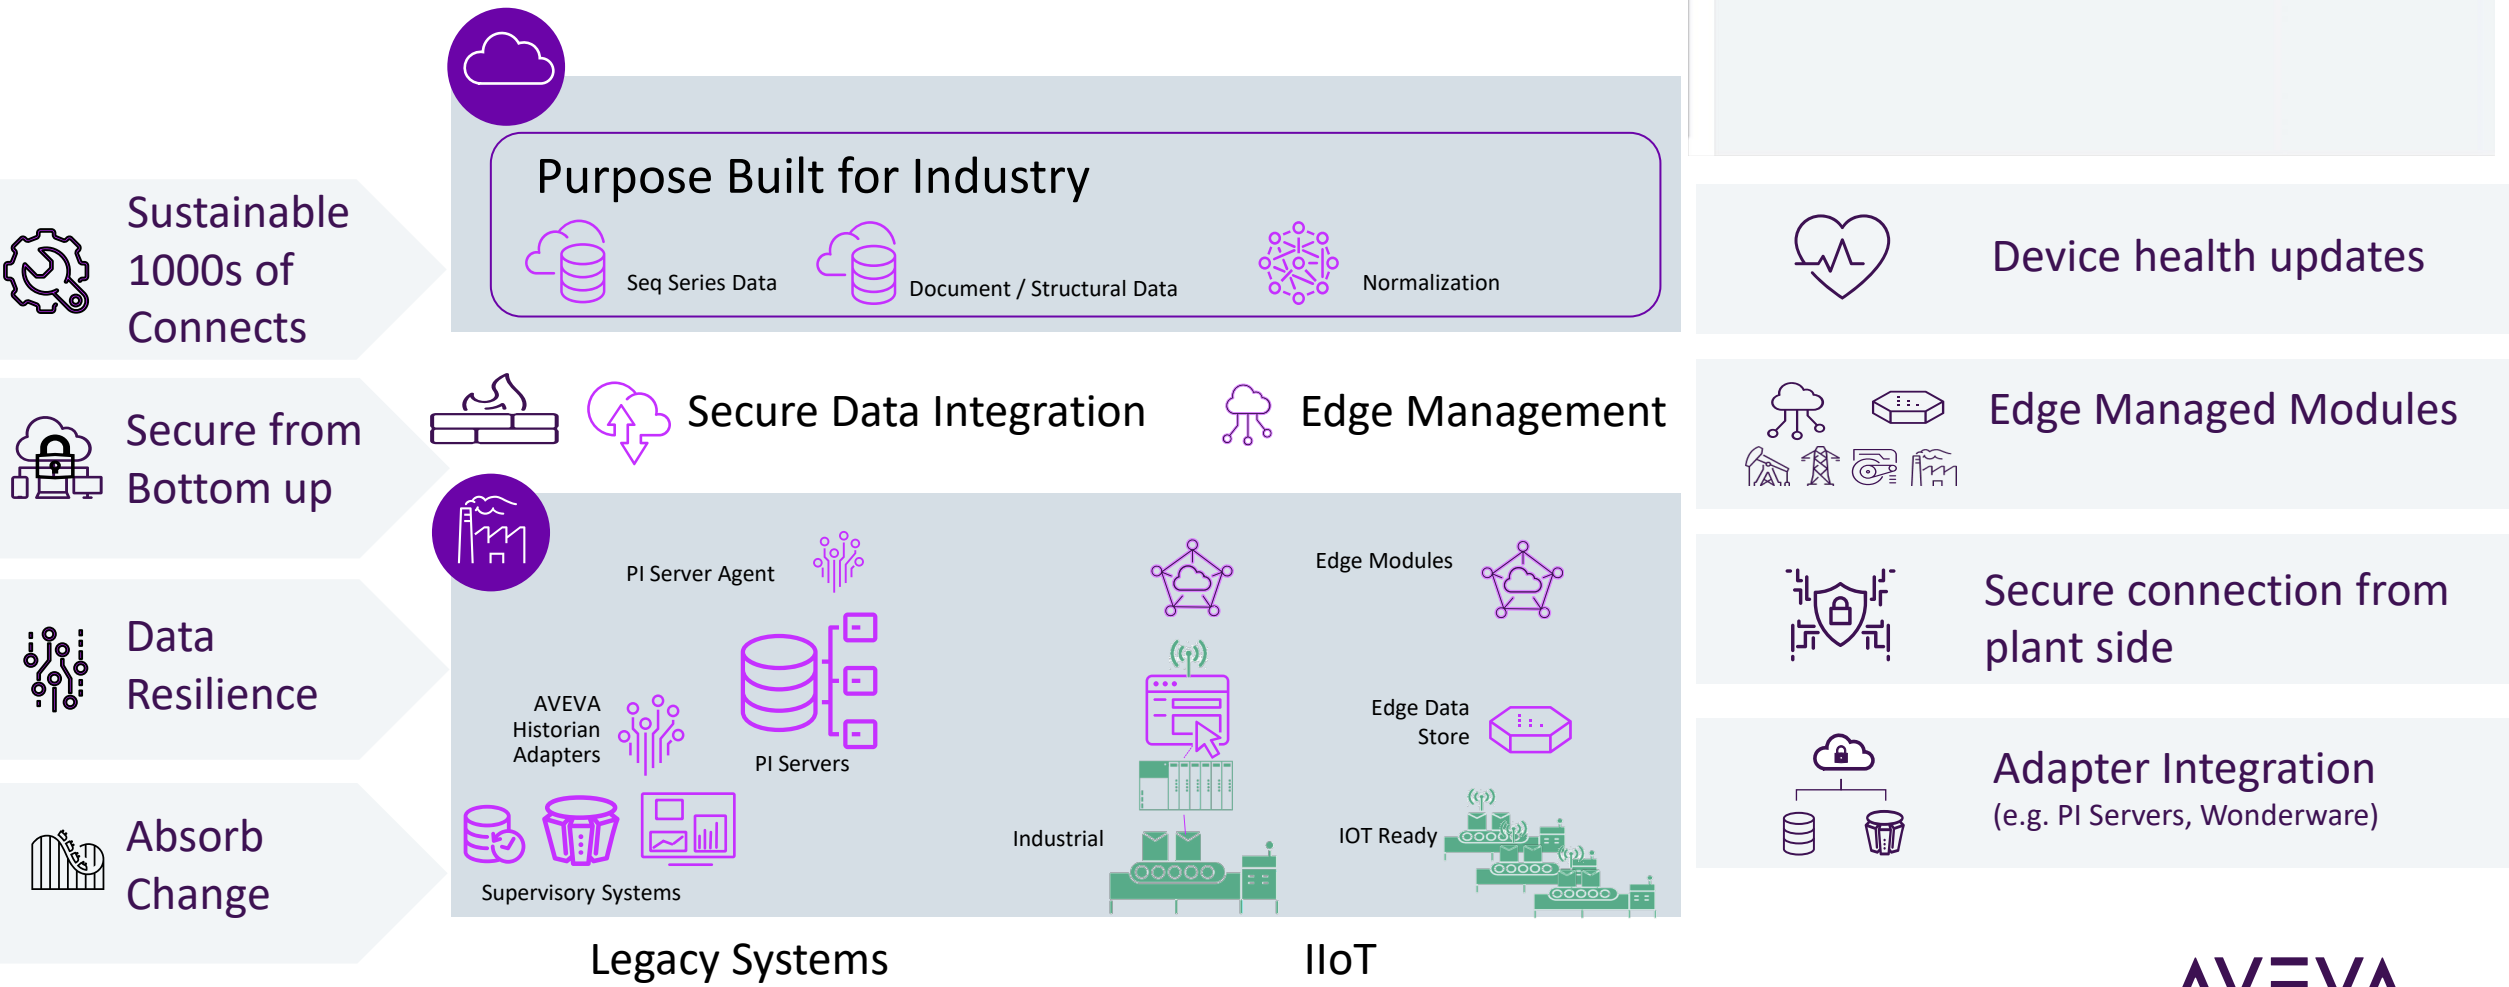 Sustainable
1000s of
Connects
Secure from
Bottom up
Data
Resilience
Absorb
Change
Purpose Built for Industry
Seq Series Data
Document / Structural Data
Normalization
Secure Data Integration
Edge Management
PI Server Agent
AVEVA
Historian
Adapters
PI Servers
Supervisory Systems
Edge Modules
Edge Data
Store
Industrial
IOT Ready
Legacy Systems
IIoT
Device health updates
Edge Managed Modules
Secure connection from
plant side
Adapter Integration
(e.g. PI Servers, Wonderware)
AVEVA